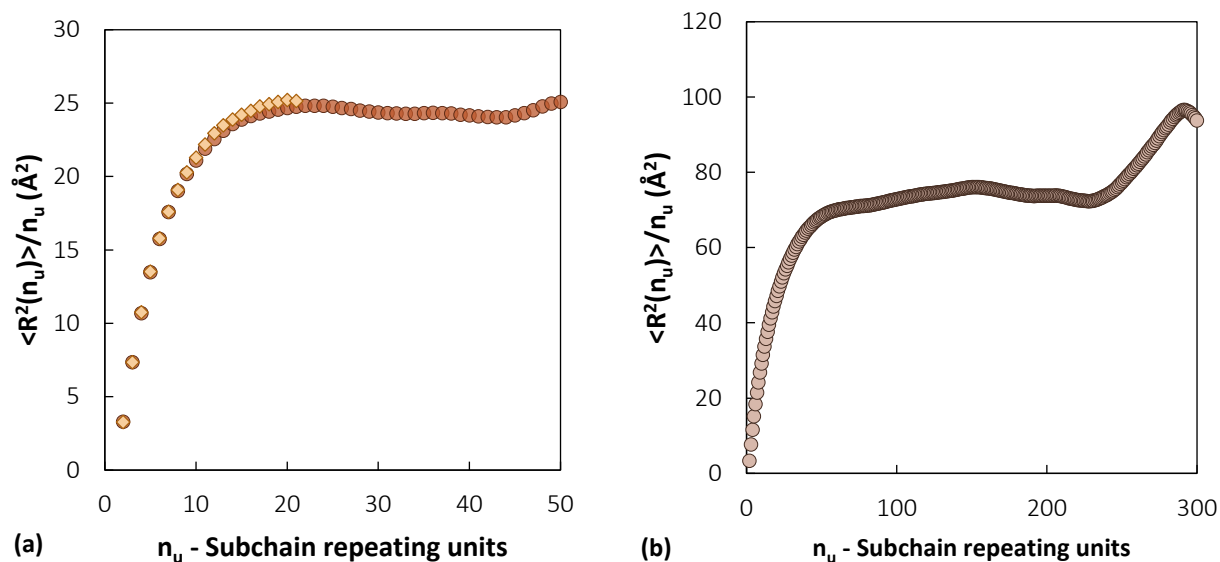 30
25
20
15
10
5
0
0 10 20 30 40 50
<R²(nᵤ)>/nᵤ (Å²)
(a) nᵤ - Subchain repeating units
120
100
80
60
40
20
0
0 100 200 300
<R²(nᵤ)>/nᵤ (Å²)
(b) nᵤ - Subchain repeating units